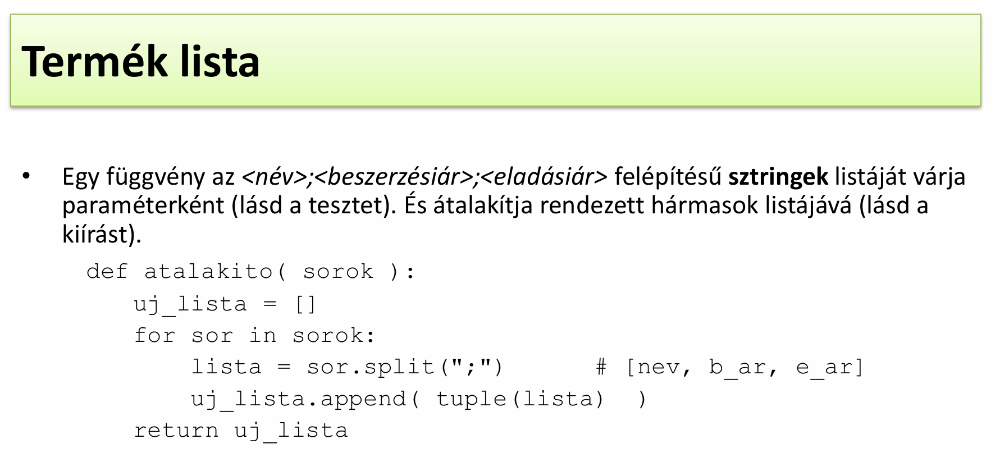 Termék lista
• Egy függvény az <név>;<beszerzésiár>;<eladásiár> felépítésű sztringek listáját várja
paraméterként (lásd a tesztet). És átalakítja rendezett hármasok listájává (lásd a
kiírást).
def atalakito( sorok ):
    uj_lista = []
    for sor in sorok:
        lista = sor.split(";")      # [nev, b_ar, e_ar]
        uj_lista.append( tuple(lista)  )
    return uj_lista